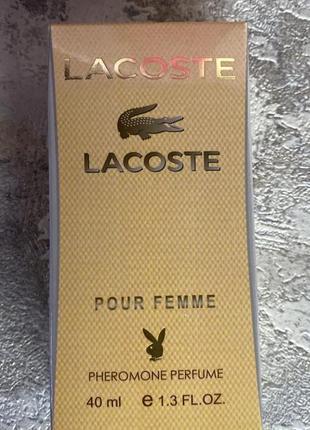 LACOSTE
LACOSTE
POUR FEMME
PHEROMONE PERFUME
40 ml e 1.3 FL.OZ.